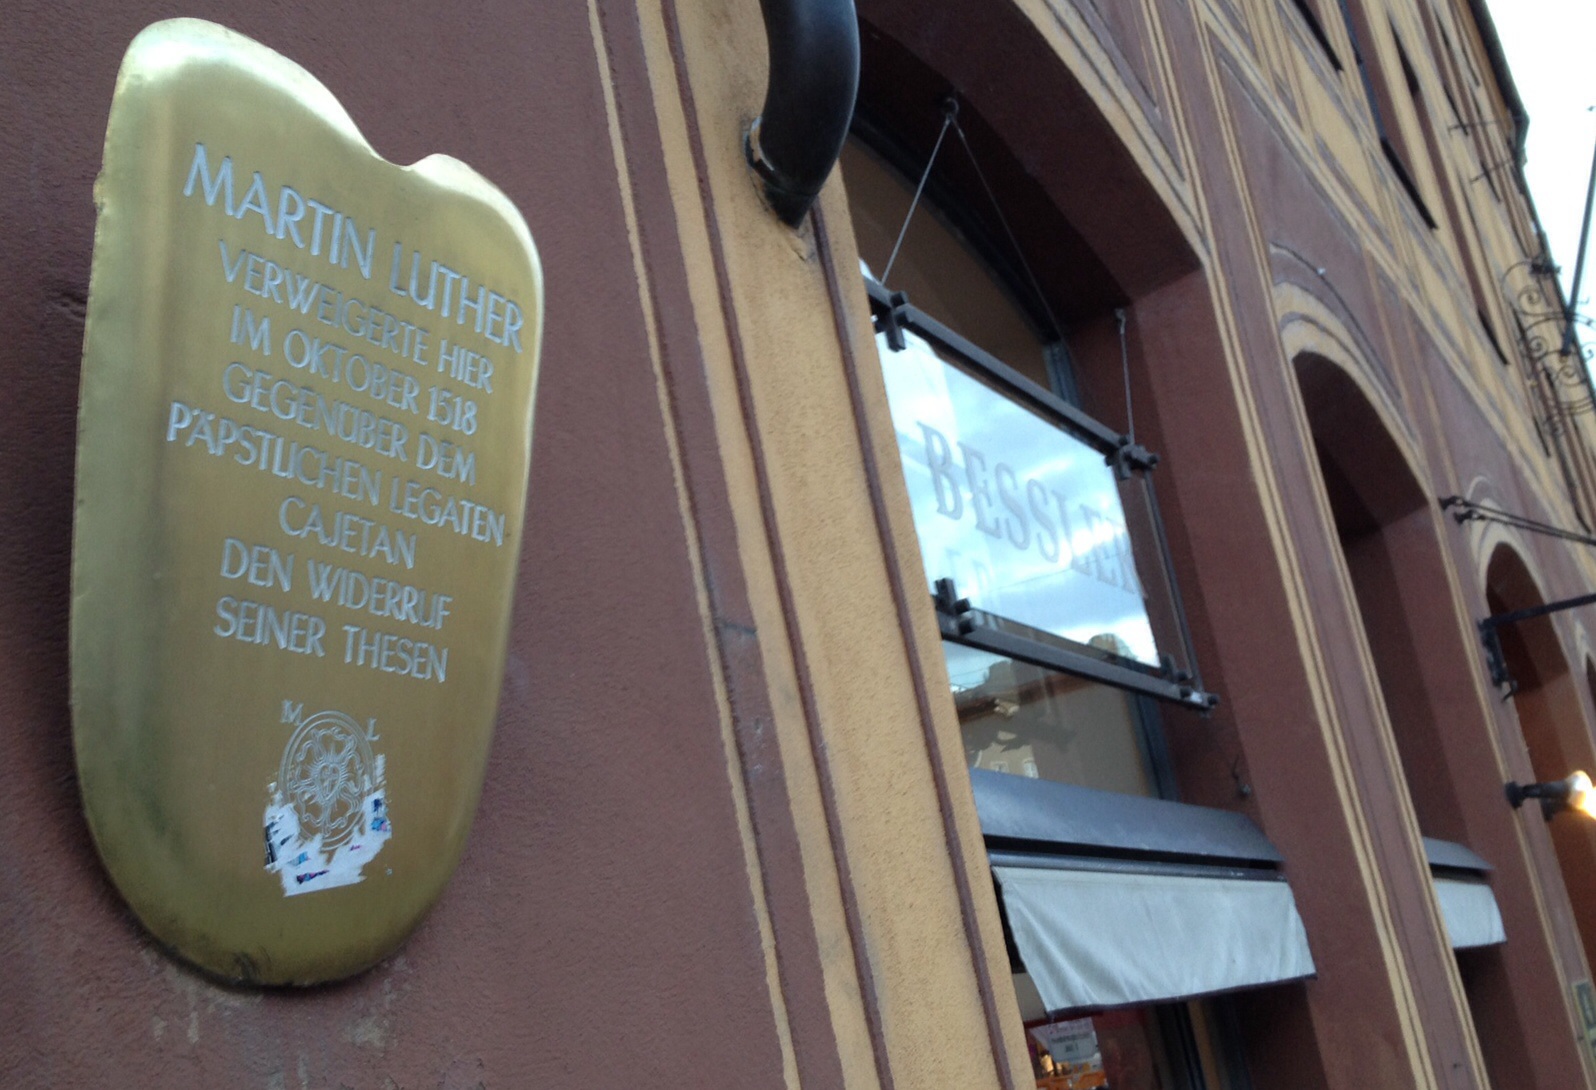 MARTIN LUTHER
VERWEIGERTE HIER
IM OKTOBER 1518
GEGENÜBER DEM
PÄPSTLICHEN LEGATEN
CAJETAN
DEN WIDERRUF
SEINER THESEN
M L
BESSLER